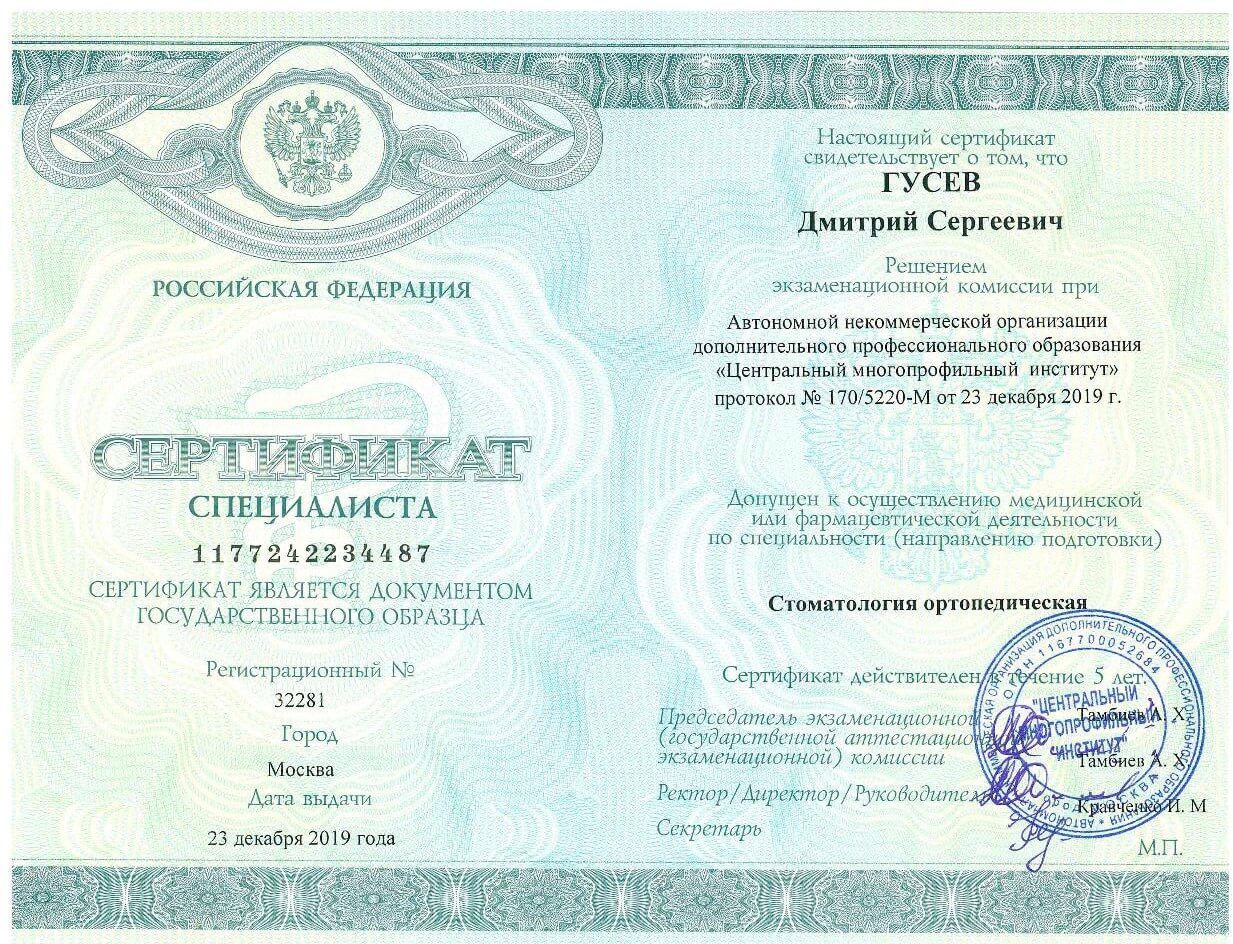 РОССИЙСКАЯ ФЕДЕРАЦИЯ
СЕРТИФИКАТ
СПЕЦИАЛИСТА
1177242234487
СЕРТИФИКАТ ЯВЛЯЕТСЯ ДОКУМЕНТОМ
ГОСУДАРСТВЕННОГО ОБРАЗЦА
Регистрационный №
32281
Город
Москва
Дата выдачи
23 декабря 2019 года
Настоящий сертификат
свидетельствует о том, что
ГУСЕВ
Дмитрий Сергеевич
Решением
экзаменационной комиссии при
Автономной некоммерческой организации
дополнительного профессионального образования
«Центральный многопрофильный институт»
протокол № 170/5220-М от 23 декабря 2019 г.
Допущен к осуществлению медицинской
или фармацевтической деятельности
по специальности (направлению подготовки)
Стоматология ортопедическая
Сертификат действителен в течение 5 лет.
Председатель экзаменационной
(государственной аттестацион
экзаменационной) комиссии
Тамбиев А. Х.
Тамбиев А. Х.
Ректор/Директор/Руководитель
Кравченко И. М
Секретарь
М.П.
ОРГАНИЗАЦИЯ ДОПОЛНИТЕЛЬНОГО ПРОФЕССИОНАЛЬНОГО ОБРАЗОВАНИЯ * АВТОНОМНАЯ
ОГРН 1167700052684
"ЦЕНТРАЛЬНЫЙ
МНОГОПРОФИЛЬНЫЙ
ИНСТИТУТ"
город МОСКВА